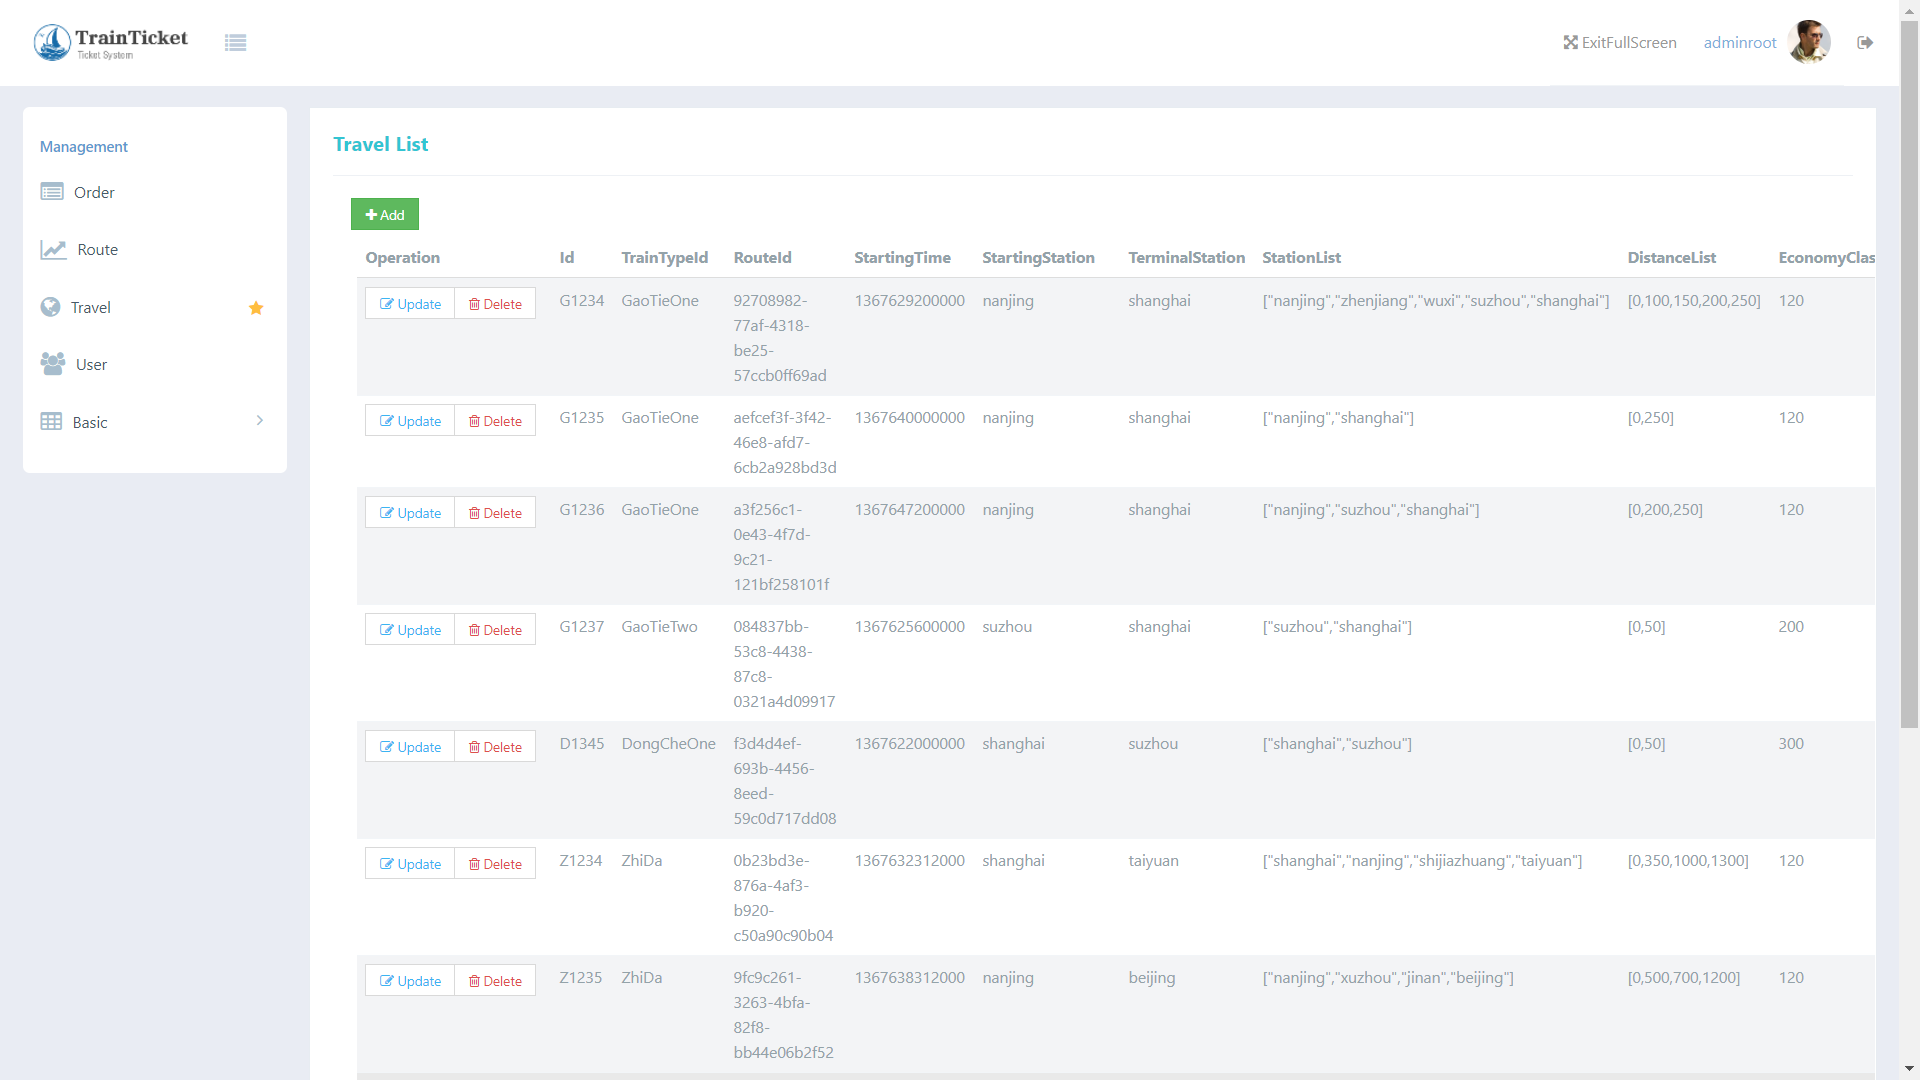 TrainTicket
Ticket System
ExitFullScreen
adminroot
Management
Order
Route
Travel
User
Basic
Travel List
Add
Operation Id TrainTypeId RouteId StartingTime StartingStation TerminalStation StationList DistanceList EconomyClas
Update Delete G1234 GaoTieOne 92708982- 1367629200000 nanjing shanghai ["nanjing","zhenjiang","wuxi","suzhou","shanghai"] [0,100,150,200,250] 120
77af-4318-
be25-
57ccb0ff69ad
Update Delete G1235 GaoTieOne aefcef3f-3f42- 1367640000000 nanjing shanghai ["nanjing","shanghai"] [0,250] 120
46e8-afd7-
6cb2a928bd3d
Update Delete G1236 GaoTieOne a3f256c1- 1367647200000 nanjing shanghai ["nanjing","suzhou","shanghai"] [0,200,250] 120
0e43-4f7d-
9c21-
121bf258101f
Update Delete G1237 GaoTieTwo 084837bb- 1367625600000 suzhou shanghai ["suzhou","shanghai"] [0,50] 200
53c8-4438-
87c8-
0321a4d09917
Update Delete D1345 DongCheOne f3d4d4ef- 1367622000000 shanghai suzhou ["shanghai","suzhou"] [0,50] 300
693b-4456-
8eed-
59c0d717dd08
Update Delete Z1234 ZhiDa 0b23bd3e- 1367632312000 shanghai taiyuan ["shanghai","nanjing","shijiazhuang","taiyuan"] [0,350,1000,1300] 120
876a-4af3-
b920-
c50a90c90b04
Update Delete Z1235 ZhiDa 9fc9c261- 1367638312000 nanjing beijing ["nanjing","xuzhou","jinan","beijing"] [0,500,700,1200] 120
3263-4bfa-
82f8-
bb44e06b2f52